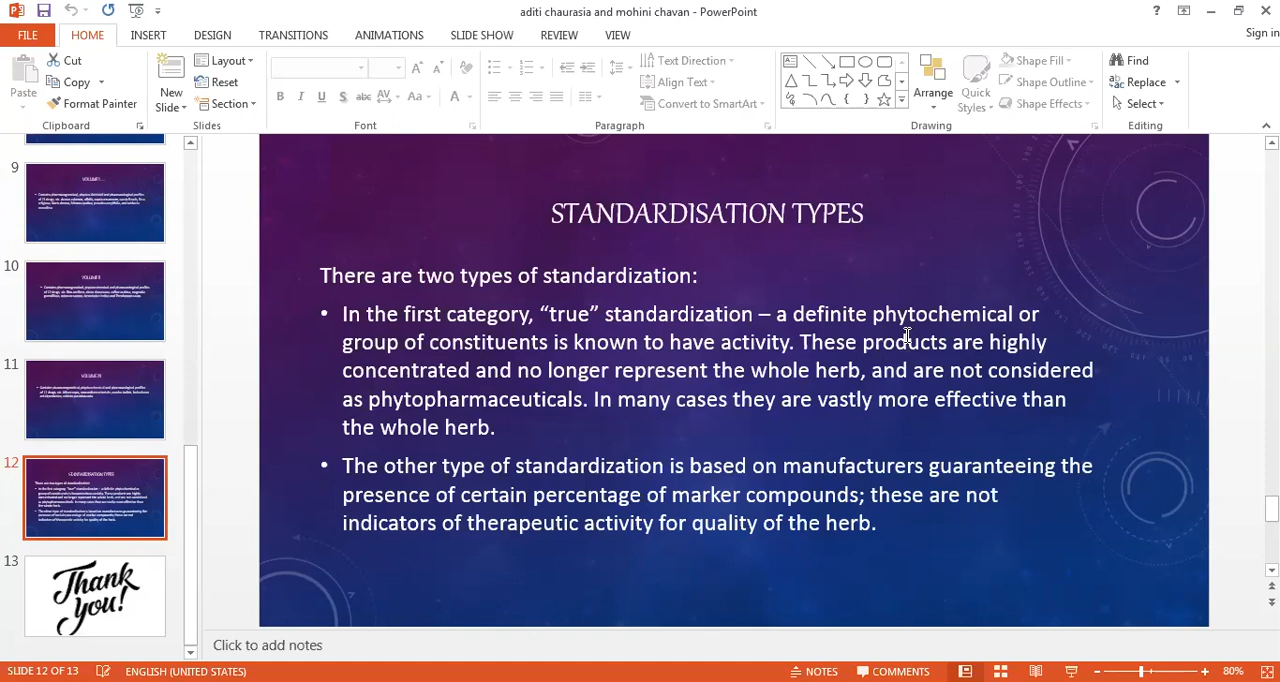 aditi chaurasia and mohini chavan - PowerPoint
Sign in
FILE HOME INSERT DESIGN TRANSITIONS ANIMATIONS SLIDE SHOW REVIEW VIEW
Paste
Cut
Copy
Format Painter
Clipboard
New
Slide
Layout
Reset
Section
Slides
Font
Text Direction
Align Text
Convert to SmartArt
Paragraph
Arrange
Quick
Styles
Shape Fill
Shape Outline
Shape Effects
Drawing
Find
Replace
Select
Editing
9
10
11
12
13
Thank
you!
STANDARDISATION TYPES
There are two types of standardization:
• In the first category, “true” standardization – a definite phytochemical or
group of constituents is known to have activity. These products are highly
concentrated and no longer represent the whole herb, and are not considered
as phytopharmaceuticals. In many cases they are vastly more effective than
the whole herb.
• The other type of standardization is based on manufacturers guaranteeing the
presence of certain percentage of marker compounds; these are not
indicators of therapeutic activity for quality of the herb.
Click to add notes
SLIDE 12 OF 13 ENGLISH (UNITED STATES) NOTES COMMENTS 80%